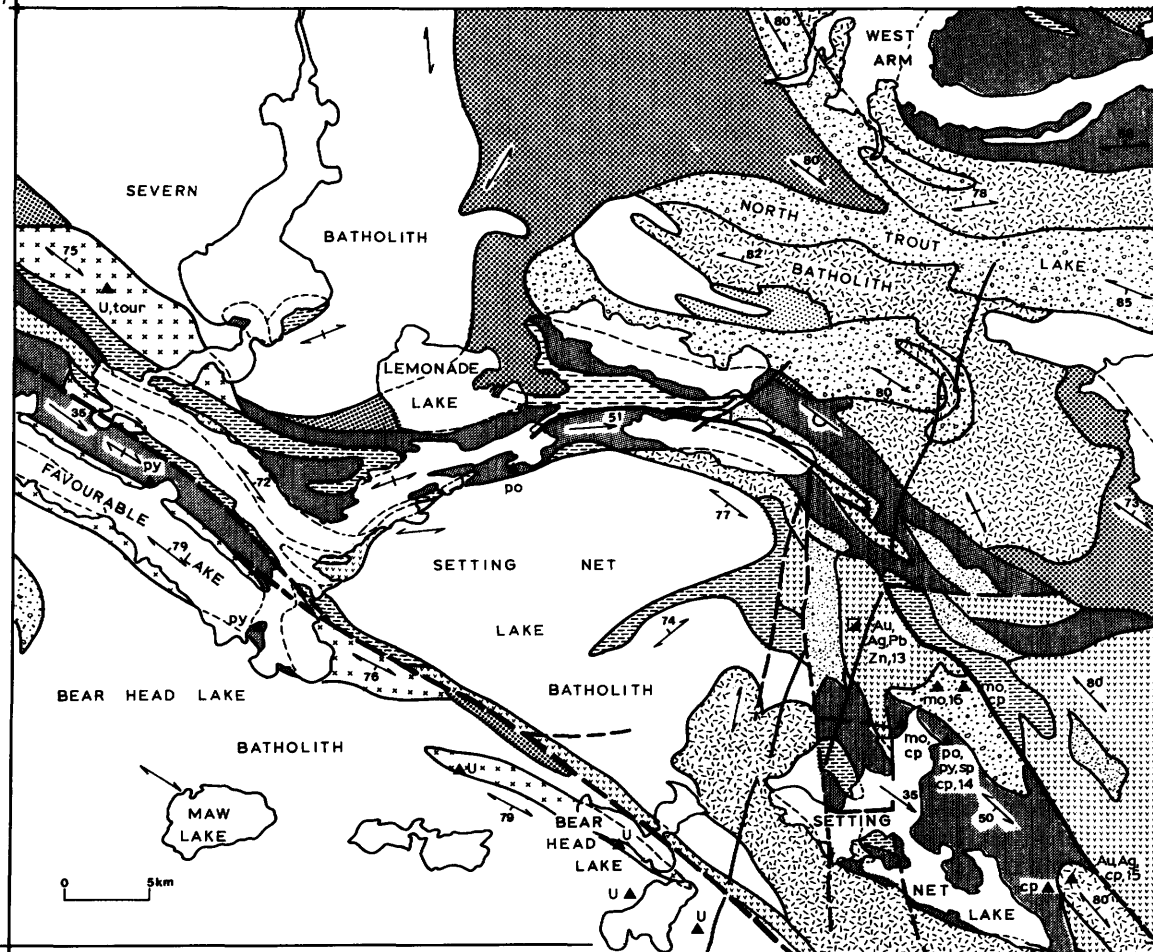 80
WEST
ARM
SEVERN
BATHOLITH
80
78
NORTH
TROUT
LAKE
82
BATHOLITH
85
75
U,tour
LEMONADE
LAKE
80
36
51
py
72
po
77
FAVOURABLE
LAKE
79
SETTING NET
LAKE
BATHOLITH
74
Au,
Ag,Pb
Zn,13
py
76
BEAR HEAD LAKE
BATHOLITH
mo,16
mo,
cp
80
mo,
cp
po,
py,sp
cp,14
U
79
35
50
MAW
LAKE
BEAR
HEAD
LAKE
U
SETTING
NET
LAKE
0 5km
U
U
cp
Au,Ag,
cp,15
80